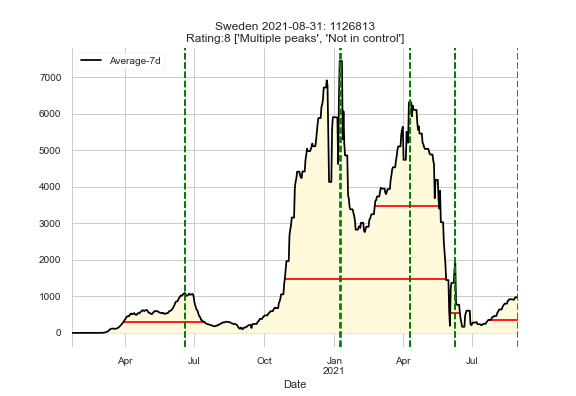 Sweden 2021-08-31: 1126813
Rating:8 ['Multiple peaks', 'Not in control']
Average-7d
7000
6000
5000
4000
3000
2000
1000
0
Apr Jul Oct Jan Apr Jul
2021
Date